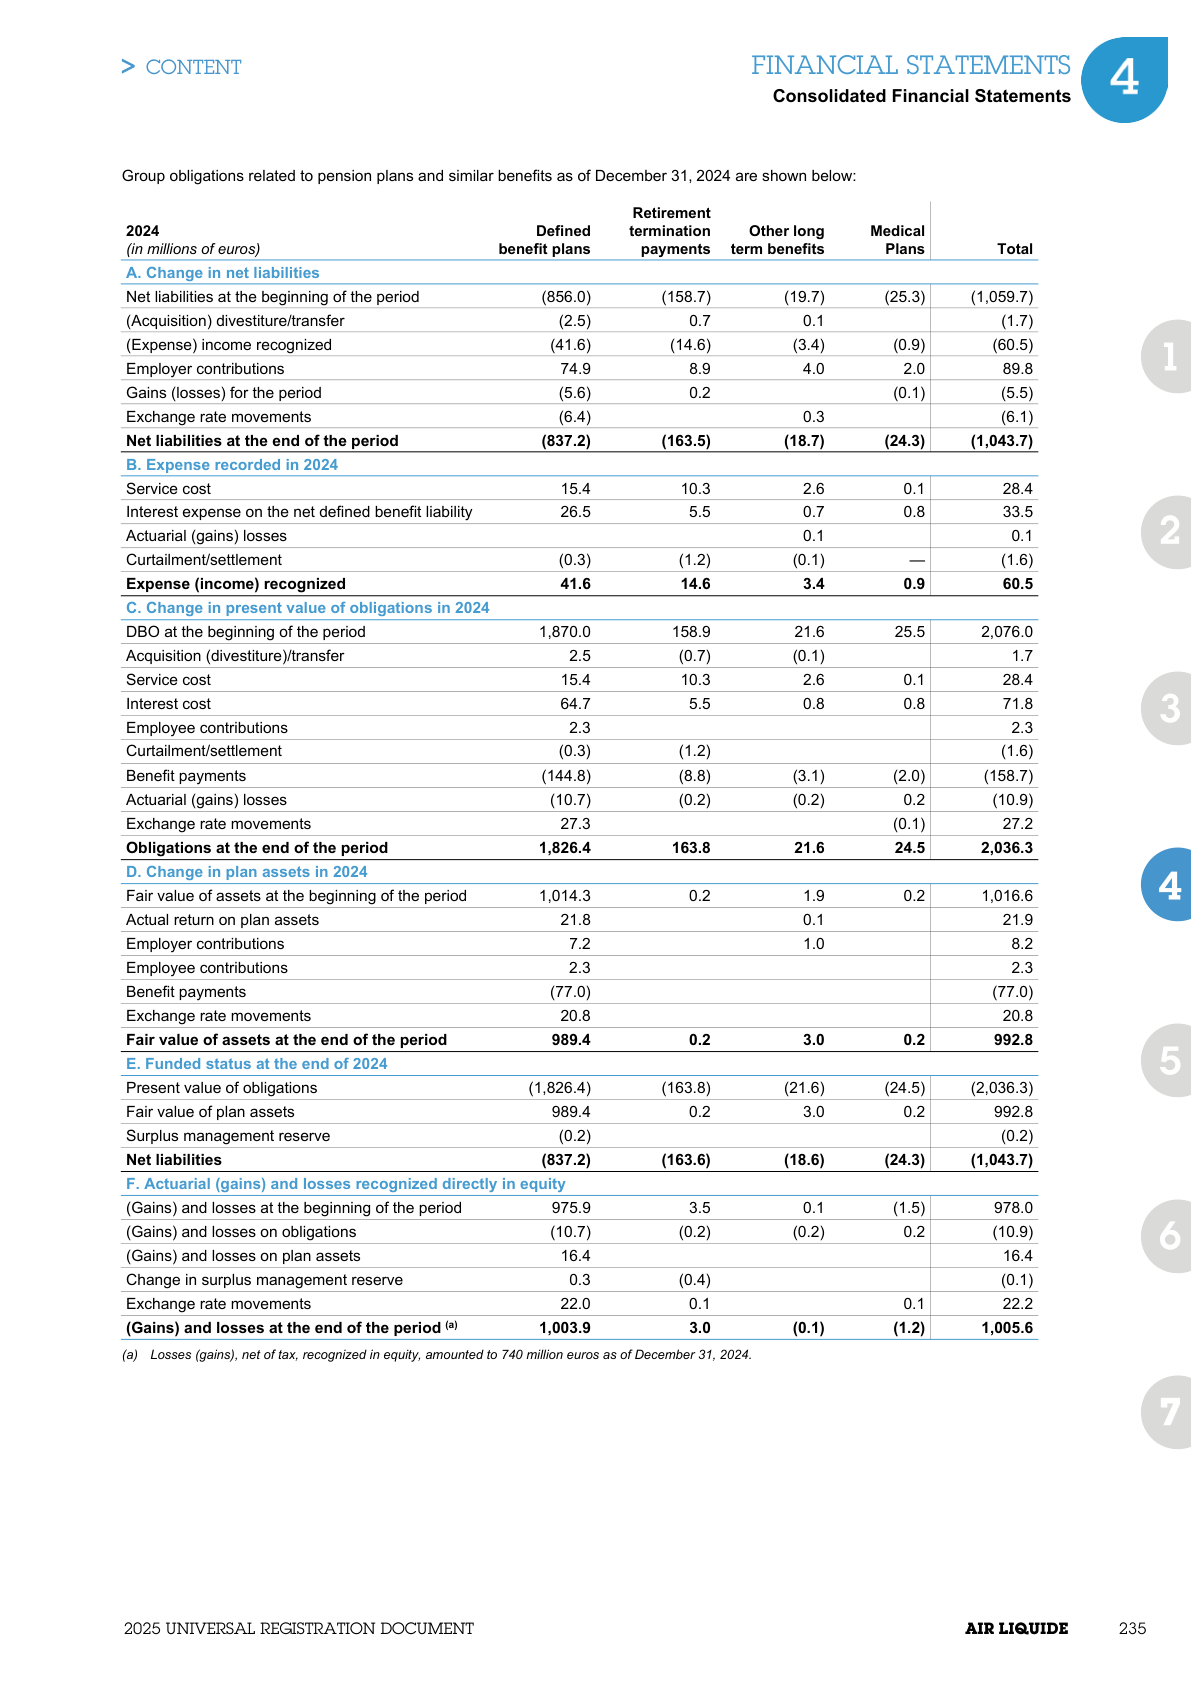 > CONTENT
FINANCIAL STATEMENTS
Consolidated Financial Statements
4
Group obligations related to pension plans and similar benefits as of December 31, 2024 are shown below:
2024 (in millions of euros) Defined benefit plans Retirement termination payments Other long term benefits Medical Plans Total
A. Change in net liabilities
Net liabilities at the beginning of the period (856.0) (158.7) (19.7) (25.3) (1,059.7)
(Acquisition) divestiture/transfer (2.5) 0.7 0.1 (1.7)
(Expense) income recognized (41.6) (14.6) (3.4) (0.9) (60.5)
Employer contributions 74.9 8.9 4.0 2.0 89.8
Gains (losses) for the period (5.6) 0.2 (0.1) (5.5)
Exchange rate movements (6.4) 0.3 (6.1)
Net liabilities at the end of the period (837.2) (163.5) (18.7) (24.3) (1,043.7)
B. Expense recorded in 2024
Service cost 15.4 10.3 2.6 0.1 28.4
Interest expense on the net defined benefit liability 26.5 5.5 0.7 0.8 33.5
Actuarial (gains) losses 0.1 0.1
Curtailment/settlement (0.3) (1.2) (0.1) — (1.6)
Expense (income) recognized 41.6 14.6 3.4 0.9 60.5
C. Change in present value of obligations in 2024
DBO at the beginning of the period 1,870.0 158.9 21.6 25.5 2,076.0
Acquisition (divestiture)/transfer 2.5 (0.7) (0.1) 1.7
Service cost 15.4 10.3 2.6 0.1 28.4
Interest cost 64.7 5.5 0.8 0.8 71.8
Employee contributions 2.3 2.3
Curtailment/settlement (0.3) (1.2) (1.6)
Benefit payments (144.8) (8.8) (3.1) (2.0) (158.7)
Actuarial (gains) losses (10.7) (0.2) (0.2) 0.2 (10.9)
Exchange rate movements 27.3 (0.1) 27.2
Obligations at the end of the period 1,826.4 163.8 21.6 24.5 2,036.3
D. Change in plan assets in 2024
Fair value of assets at the beginning of the period 1,014.3 0.2 1.9 0.2 1,016.6
Actual return on plan assets 21.8 0.1 21.9
Employer contributions 7.2 1.0 8.2
Employee contributions 2.3 2.3
Benefit payments (77.0) (77.0)
Exchange rate movements 20.8 20.8
Fair value of assets at the end of the period 989.4 0.2 3.0 0.2 992.8
E. Funded status at the end of 2024
Present value of obligations (1,826.4) (163.8) (21.6) (24.5) (2,036.3)
Fair value of plan assets 989.4 0.2 3.0 0.2 992.8
Surplus management reserve (0.2) (0.2)
Net liabilities (837.2) (163.6) (18.6) (24.3) (1,043.7)
F. Actuarial (gains) and losses recognized directly in equity
(Gains) and losses at the beginning of the period 975.9 3.5 0.1 (1.5) 978.0
(Gains) and losses on obligations (10.7) (0.2) (0.2) 0.2 (10.9)
(Gains) and losses on plan assets 16.4 16.4
Change in surplus management reserve 0.3 (0.4) (0.1)
Exchange rate movements 22.0 0.1 0.1 22.2
(Gains) and losses at the end of the period (a) 1,003.9 3.0 (0.1) (1.2) 1,005.6
(a) Losses (gains), net of tax, recognized in equity, amounted to 740 million euros as of December 31, 2024.
1
2
3
4
5
6
7
2025 UNIVERSAL REGISTRATION DOCUMENT
AIR LIQUIDE 235